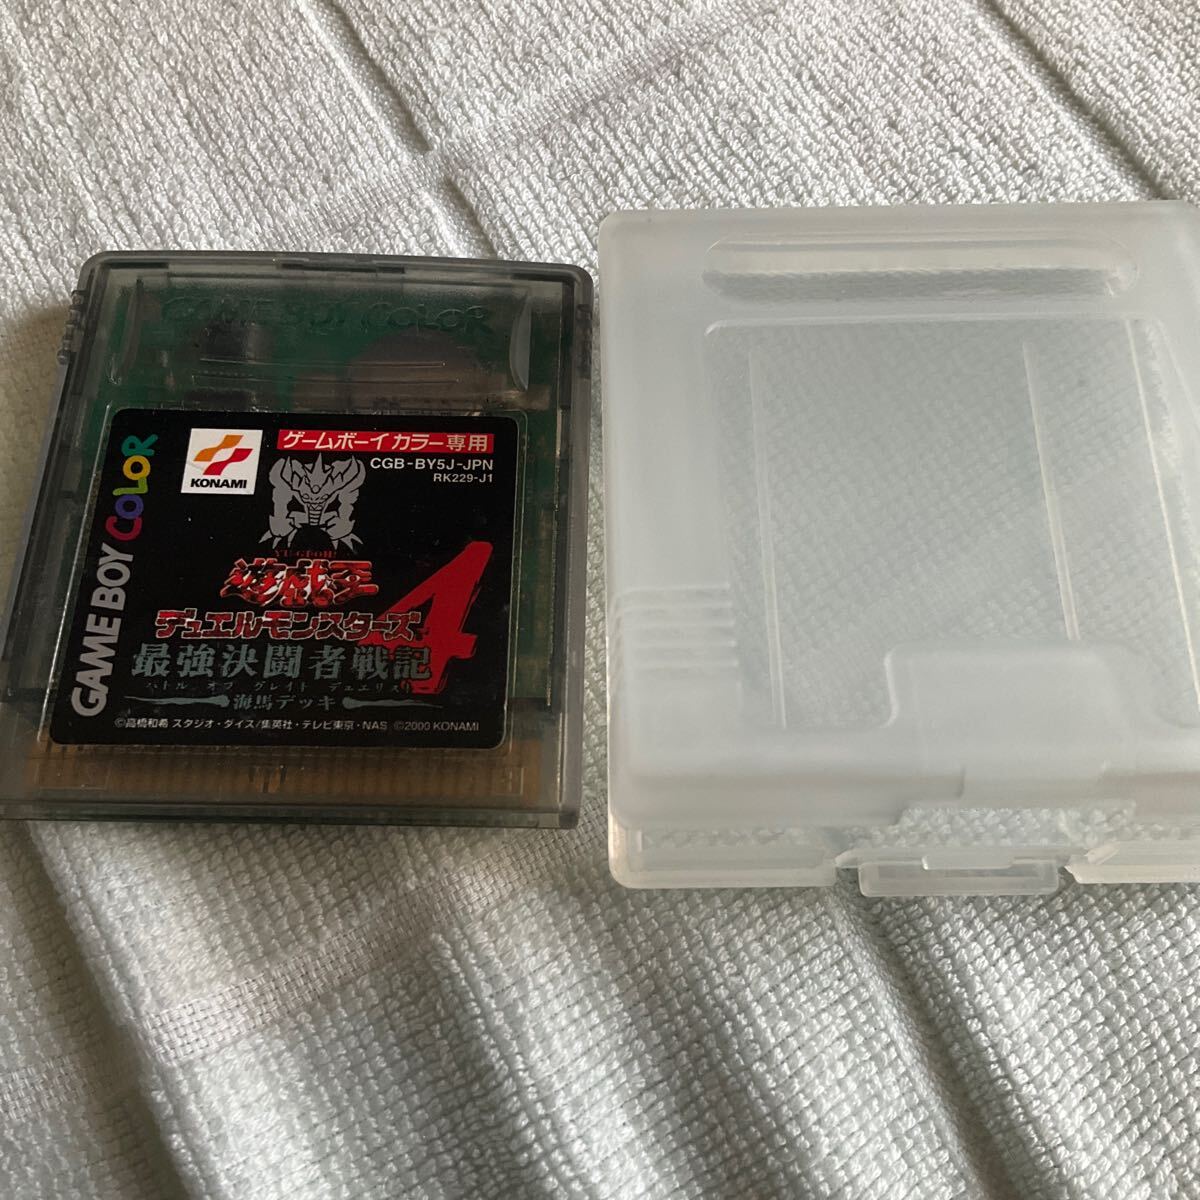 GAME BOY COLOR
GAME BOY COLOR
KONAMI
ゲームボーイカラー専用
CGB-BY5J-JPN
RK229-J1
YU-GI-OH!
遊戯王
デュエルモンスターズ4
最強決闘者戦記
バトル オブ グレイト デュエリスト
海馬デッキ
©高橋和希 スタジオ・ダイス/集英社・テレビ東京・NAS ©2000 KONAMI